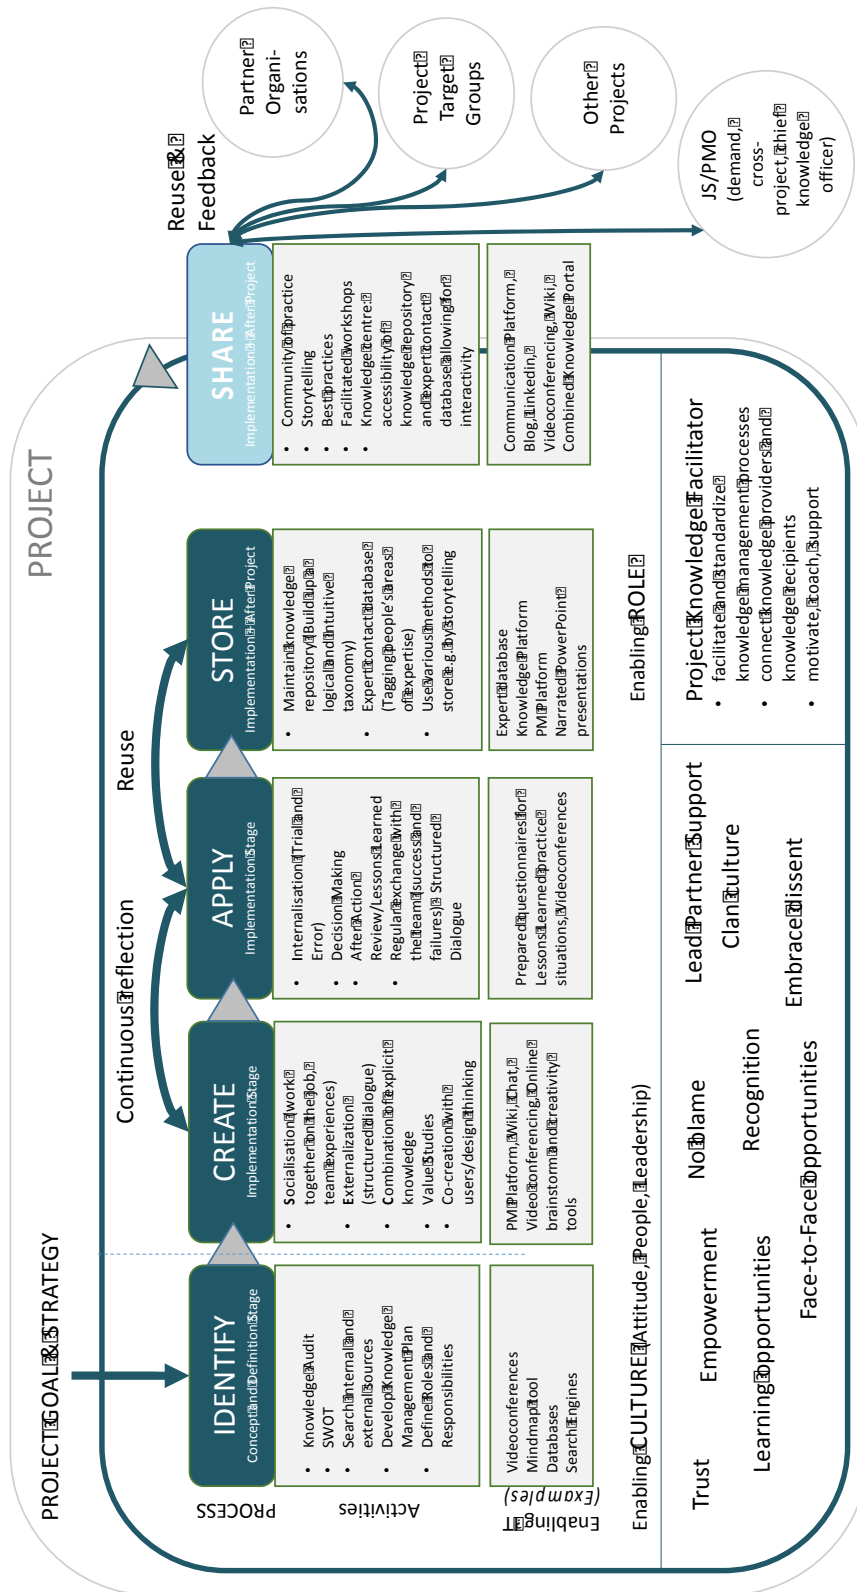 PROJECT
PROJECT GOAL & STRATEGY
Continuous reflection
Reuse
Reuse &
Feedback
PROCESS
IDENTIFY
Concept and Definition Stage
CREATE
Implementation Stage
APPLY
Implementation Stage
STORE
Implementation + After Project
SHARE
Implementation + After Project
Activities
• Knowledge Audit
• SWOT
• Search internal and
external sources
• Develop Knowledge
Management Plan
• Define Roles and
Responsibilities
• Socialisation (work
together on the job,
team experiences)
• Externalization
(structured dialogue)
• Combination of explicit
knowledge
• Value Studies
• Co-creation with
users/design thinking
• Internalisation (Trial and
Error)
• Decision Making
• After Action
Review/Lessons Learned
• Regular exchange with
the team (success and
failures) – Structured
Dialogue
• Maintain knowledge
repository (Build up a
logical and intuitive
taxonomy)
• Expert contact database
(Tagging people's areas
of expertise)
• Use various methods to
store e.g. by storytelling
• Community of practice
• Storytelling
• Best practices
• Facilitated workshops
• Knowledge centre:
accessibility of
knowledge repository
and expert contact
database allowing for
interactivity
Enabling IT
(Examples)
Videoconferences
Mindmap tool
Databases
Search Engines
PM Platform, Wiki, Chat,
Video conferencing, Online
brainstorm and creativity
tools
Prepared questionnaires for
Lessons Learned practice
situations, Videoconferences
Expert database
Knowledge Platform
PM Platform
Narrated PowerPoint
presentations
Communication Platform,
Blog, Linkedin,
Videoconferencing, Wiki,
Combined Knowledge Portal
Enabling CULTURE (Attitude, People, Leadership)
Trust
Empowerment
No blame
Lead Partner Support
Clan culture
Learning opportunities
Recognition
Embrace dissent
Face-to-Face opportunities
Enabling ROLE
Project Knowledge Facilitator
• facilitate and standardize
knowledge management processes
• connect knowledge providers and
knowledge recipients
• motivate, coach, support
Partner
Organi-
sations
Project
Target
Groups
Other
Projects
JS/PMO
(demand,
cross-
project, chief
knowledge
officer)